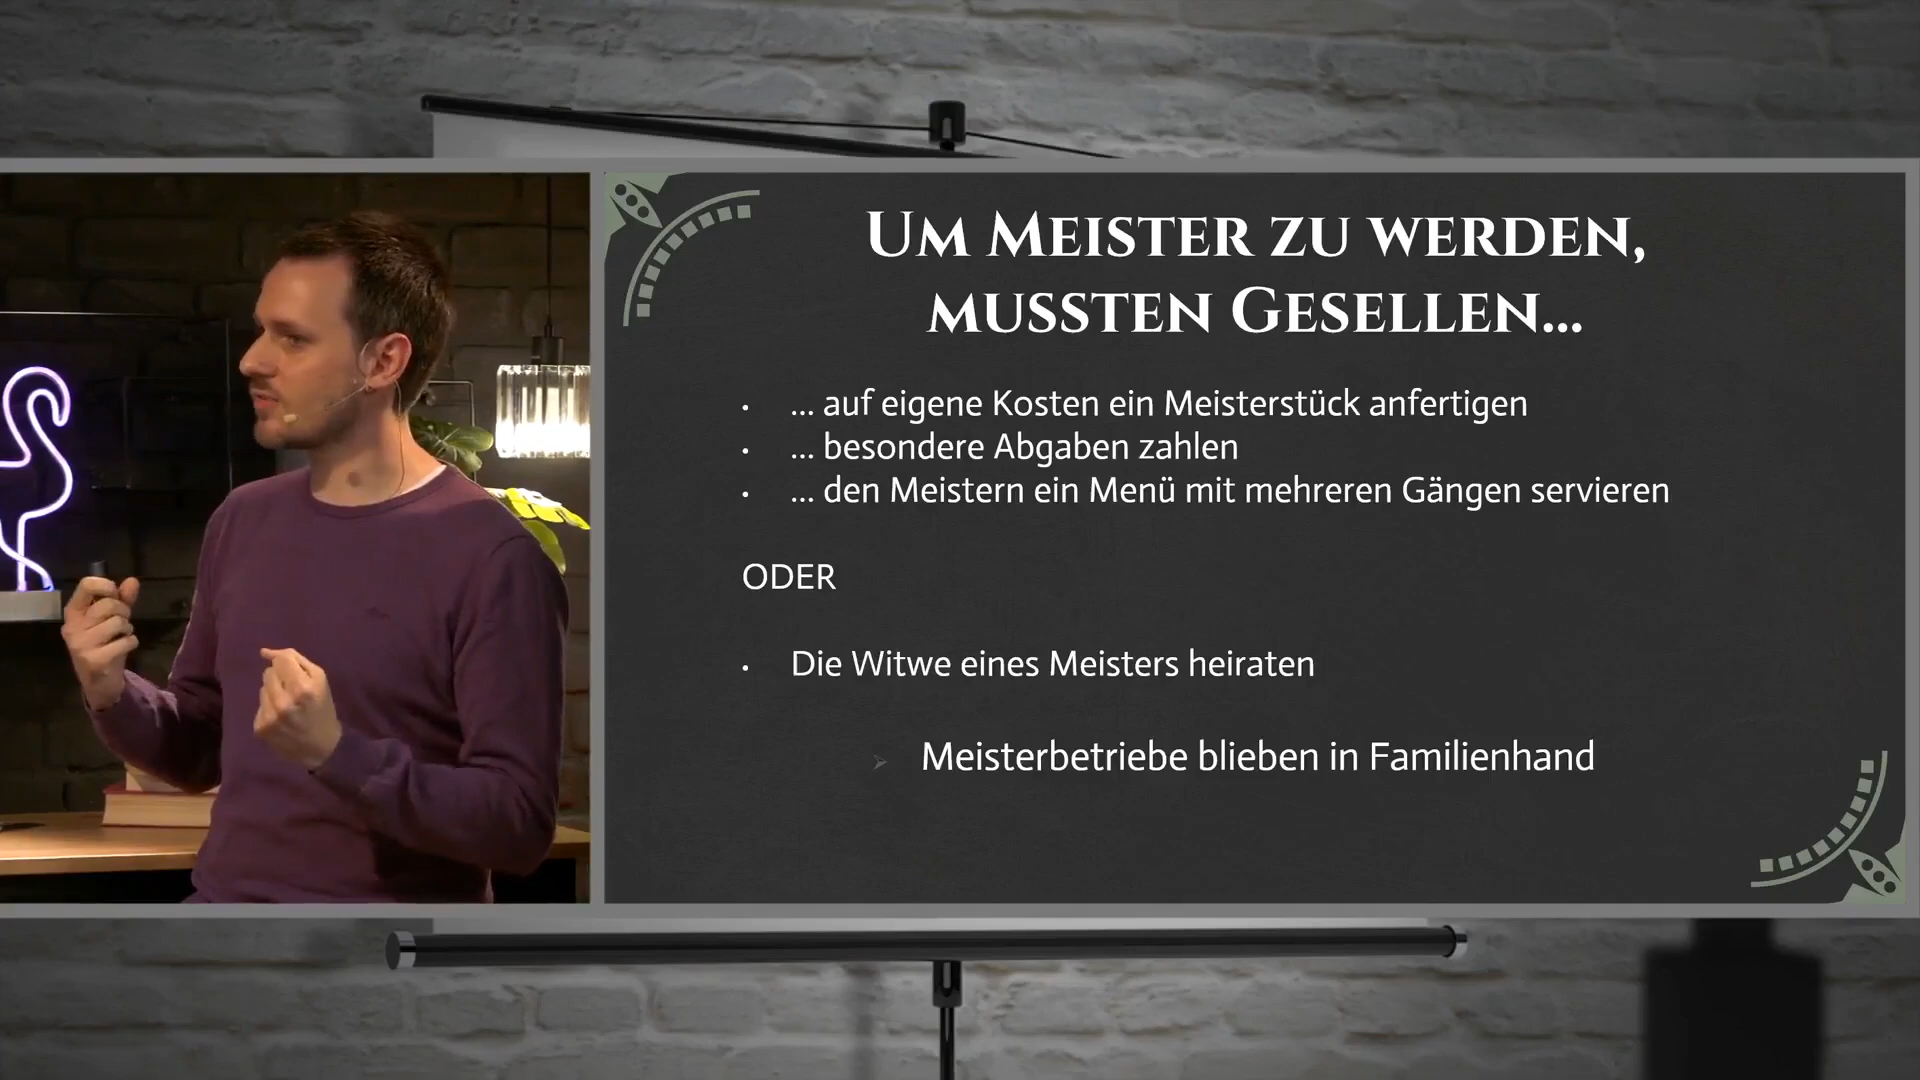 Um Meister zu werden,
mussten Gesellen...
• ... auf eigene Kosten ein Meisterstück anfertigen
• ... besondere Abgaben zahlen
• ... den Meistern ein Menü mit mehreren Gängen servieren
ODER
• Die Witwe eines Meisters heiraten
➢ Meisterbetriebe blieben in Familienhand